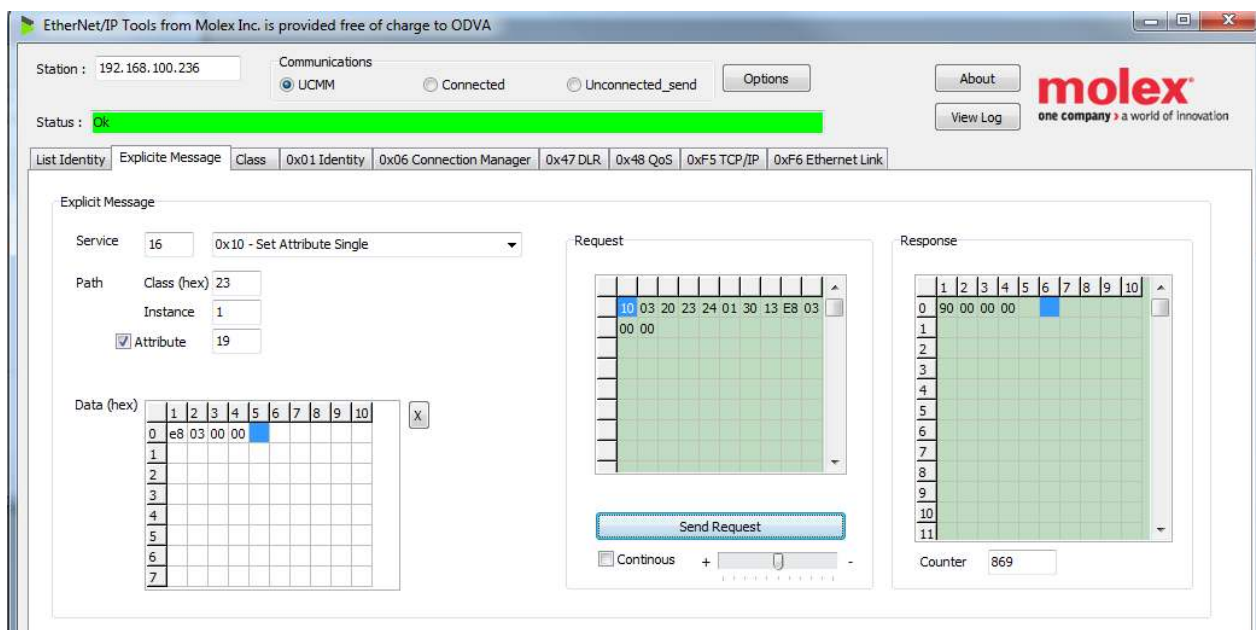 EtherNet/IP Tools from Molex Inc. is provided free of charge to ODVA
Station : 192.168.100.236
Communications
UCMM Connected Unconnected_send
Options
About
molex
one company > a world of innovation
Status : Ok
View Log
List Identity Explicite Message Class 0x01 Identity 0x06 Connection Manager 0x47 DLR 0x48 QoS 0xF5 TCP/IP 0xF6 Ethernet Link
Explicit Message
Service 16 0x10 - Set Attribute Single
Path Class (hex) 23
Instance 1
Attribute 19
Data (hex)
1 2 3 4 5 6 7 8 9 10
0 e8 03 00 00
1
2
3
4
5
6
7
X
Request
10 03 20 23 24 01 30 13 E8 03
00 00
Send Request
Continous + -
Response
1 2 3 4 5 6 7 8 9 10
0 90 00 00 00
1
2
3
4
5
6
7
8
9
10
11
Counter 869